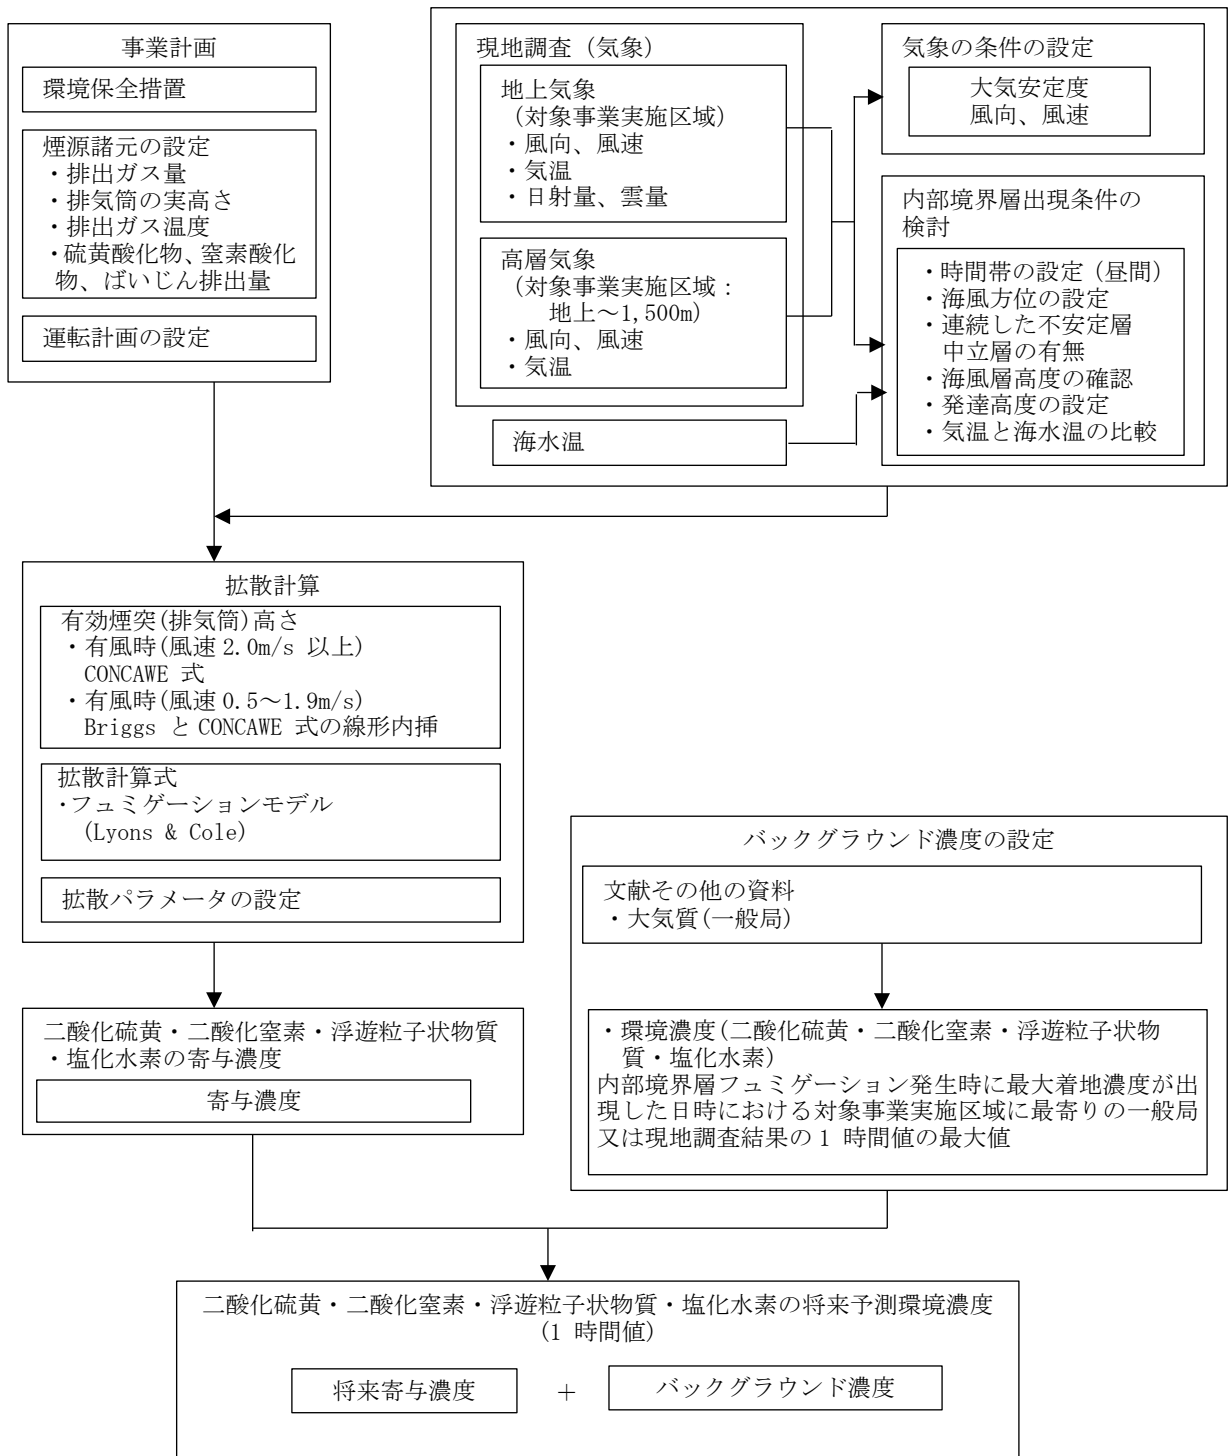 事業計画
環境保全措置
煙源諸元の設定
・排出ガス量
・排気筒の実高さ
・排出ガス温度
・硫黄酸化物、窒素酸化
物、ばいじん排出量
運転計画の設定
現地調査（気象）
地上気象
（対象事業実施区域）
・風向、風速
・気温
・日射量、雲量
高層気象
（対象事業実施区域：
地上～1,500m）
・風向、風速
・気温
海水温
気象の条件の設定
大気安定度
風向、風速
内部境界層出現条件の
検討
・時間帯の設定（昼間）
・海風方位の設定
・連続した不安定層
中立層の有無
・海風層高度の確認
・発達高度の設定
・気温と海水温の比較
拡散計算
有効煙突(排気筒)高さ
・有風時(風速 2.0m/s 以上)
CONCAWE 式
・有風時(風速 0.5～1.9m/s)
Briggs と CONCAWE 式の線形内挿
拡散計算式
・フュミゲーションモデル
(Lyons & Cole)
拡散パラメータの設定
二酸化硫黄・二酸化窒素・浮遊粒子状物質
・塩化水素の寄与濃度
寄与濃度
バックグラウンド濃度の設定
文献その他の資料
・大気質(一般局)
・環境濃度(二酸化硫黄・二酸化窒素・浮遊粒子状物
質・塩化水素)
内部境界層フュミゲーション発生時に最大着地濃度が出
現した日時における対象事業実施区域に最寄りの一般局
又は現地調査結果の 1 時間値の最大値
二酸化硫黄・二酸化窒素・浮遊粒子状物質・塩化水素の将来予測環境濃度
(1 時間値)
将来寄与濃度 ＋ バックグラウンド濃度